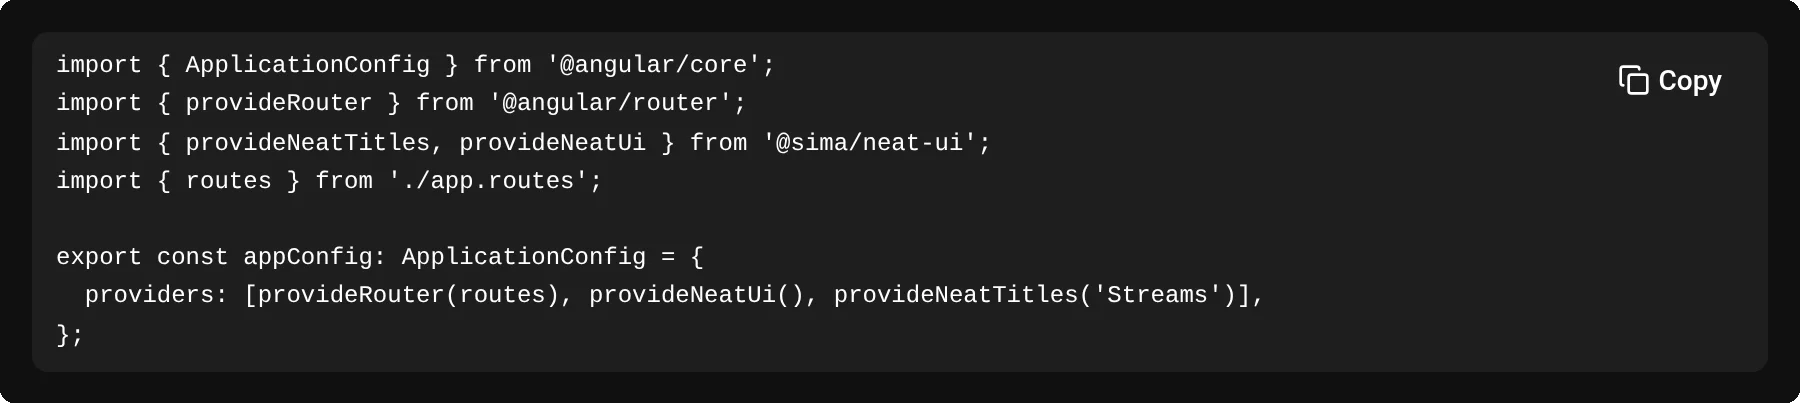 import { ApplicationConfig } from '@angular/core';
import { provideRouter } from '@angular/router';
import { provideNeatTitles, provideNeatUi } from '@sima/neat-ui';
import { routes } from './app.routes';

export const appConfig: ApplicationConfig = {
  providers: [provideRouter(routes), provideNeatUi(), provideNeatTitles('Streams')],
};
Copy